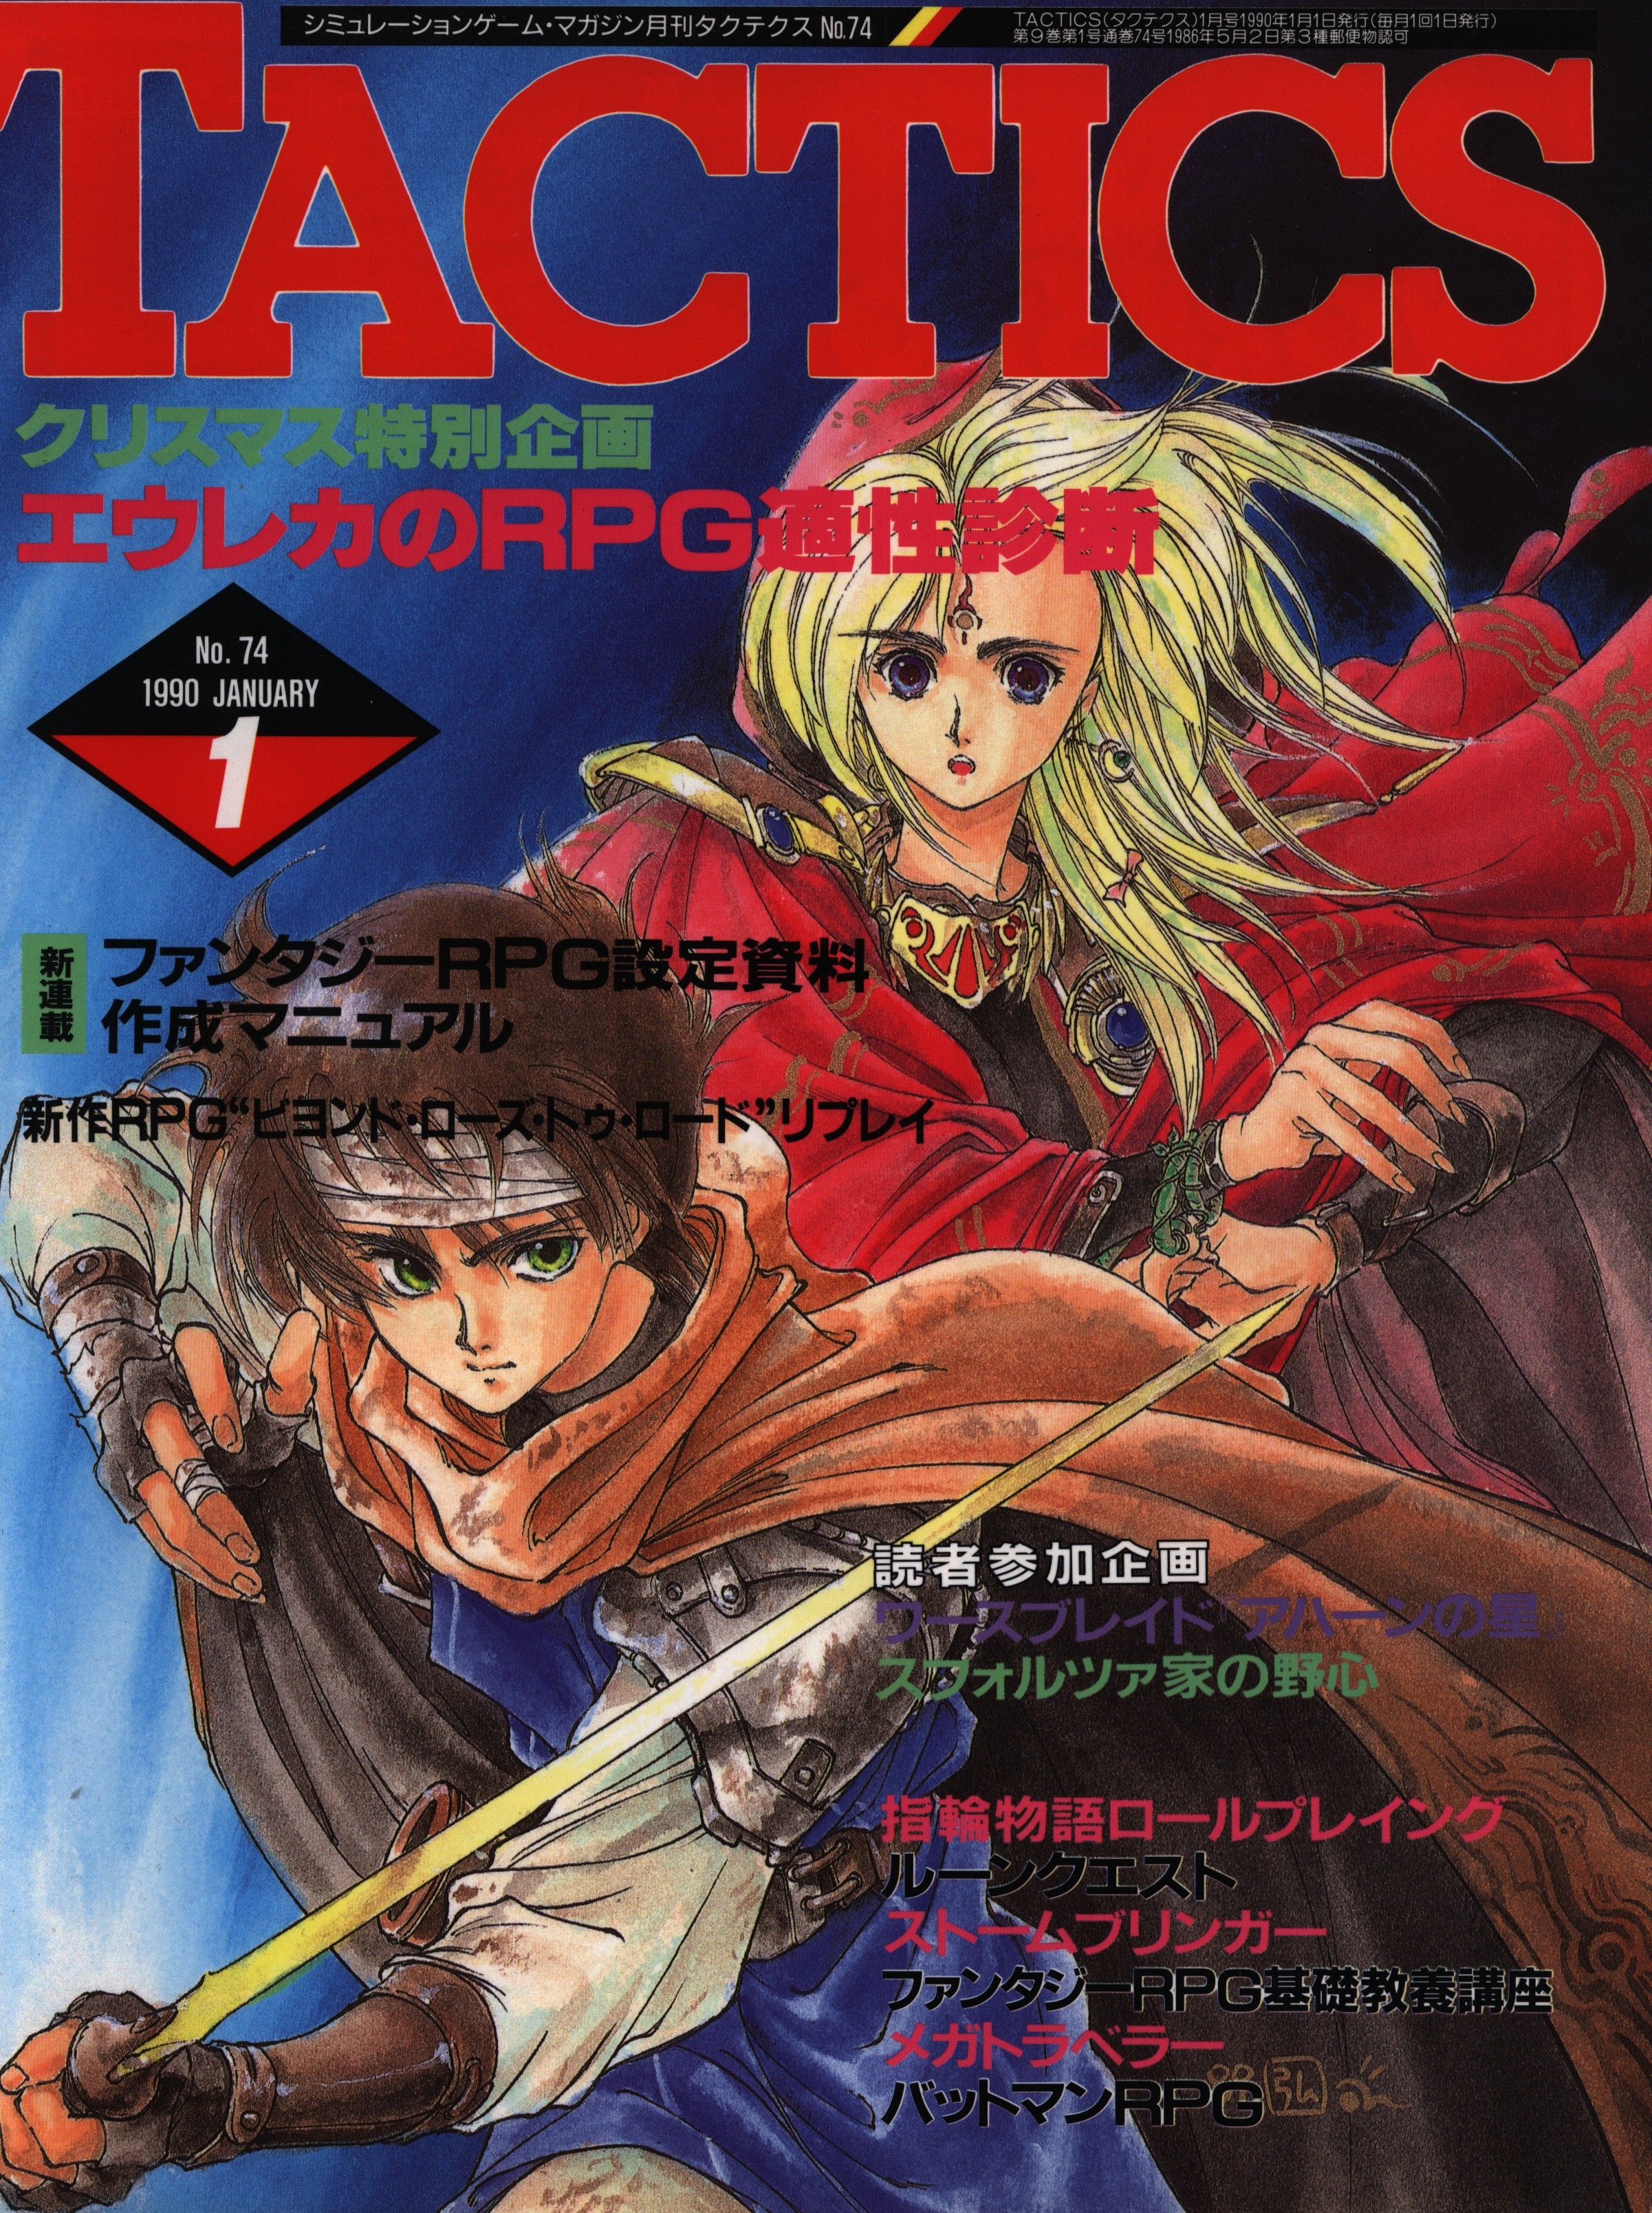 シミュレーションゲーム・マガジン月刊タクテクス No.74
TACTICS(タクテクス)1月号1990年1月1日発行(毎月1回1日発行)
第9巻第1号通巻74号1986年5月2日第3種郵便物認可
TACTICS
クリスマス特別企画
エウレカのRPG適性診断
No. 74
1990 JANUARY
1
新連載
ファンタジーRPG設定資料
作成マニュアル
新作RPG“ビヨンド・ローズ・トゥ・ロード”リプレイ
読者参加企画
ワースブレイド『アハーンの星』
スフォルツァ家の野心
指輪物語ロールプレイング
ルーンクエスト
ストームブリンガー
ファンタジーRPG基礎教養講座
メガトラベラー
バットマンRPG
弘